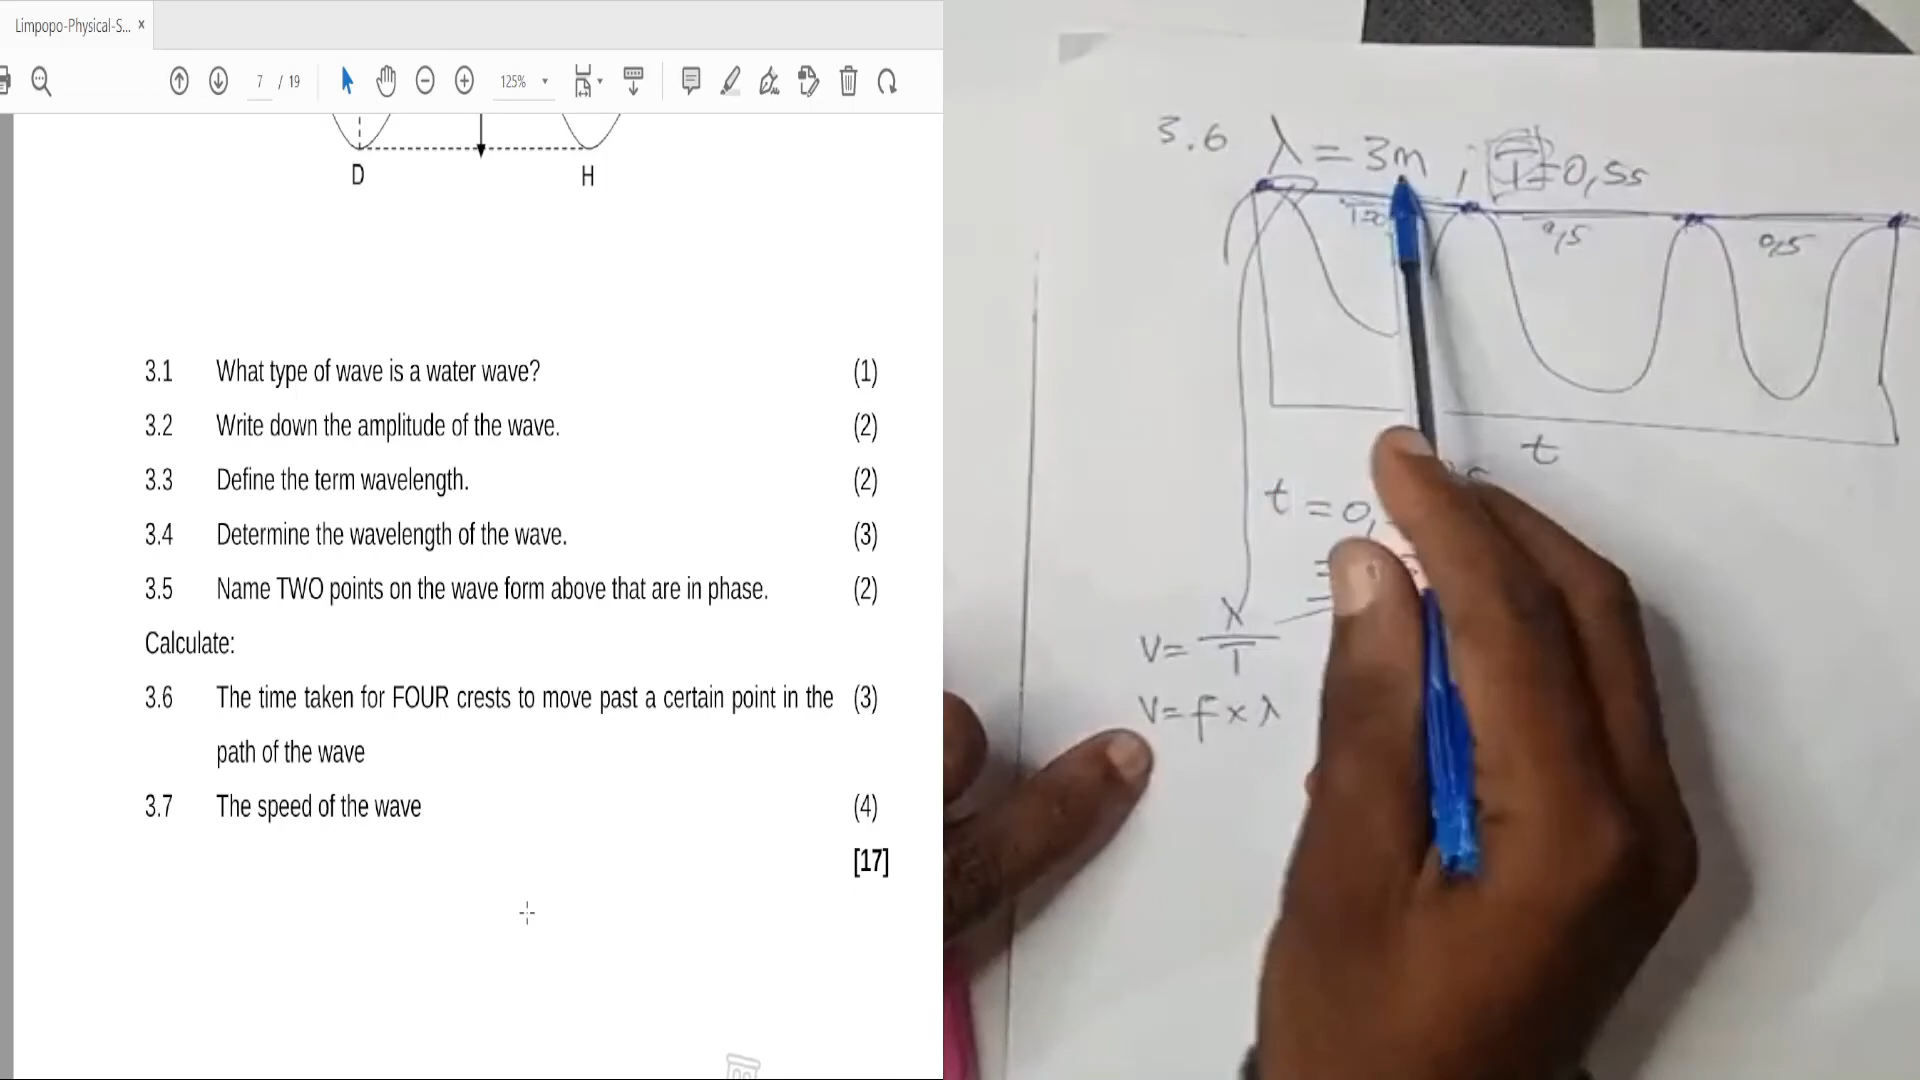 Limpopo-Physical-S... x
7 / 19
125%
D H
3.1 What type of wave is a water wave? (1)
3.2 Write down the amplitude of the wave. (2)
3.3 Define the term wavelength. (2)
3.4 Determine the wavelength of the wave. (3)
3.5 Name TWO points on the wave form above that are in phase. (2)
Calculate:
3.6 The time taken for FOUR crests to move past a certain point in the (3)
path of the wave
3.7 The speed of the wave (4)
[17]
3.6 λ = 3m ; T=0,5s
0,5 0,5
t
t = 0,
V= λ/T
V= f x λ